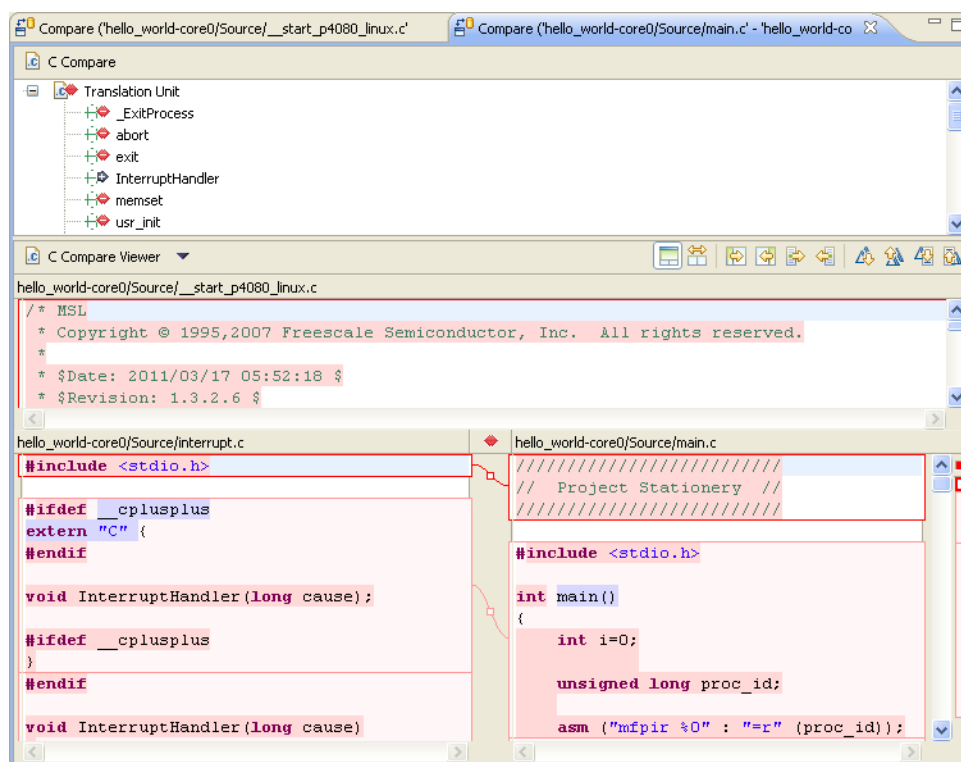 Compare ('hello_world-core0/Source/__start_p4080_linux.c'
Compare ('hello_world-core0/Source/main.c' - 'hello_world-co
C Compare
Translation Unit
_ExitProcess
abort
exit
InterruptHandler
memset
usr_init
C Compare Viewer
hello_world-core0/Source/__start_p4080_linux.c
/* MSL
 * Copyright © 1995,2007 Freescale Semiconductor, Inc.  All rights reserved.
 *
 * $Date: 2011/03/17 05:52:18 $
 * $Revision: 1.3.2.6 $
hello_world-core0/Source/interrupt.c
#include <stdio.h>
#ifdef __cplusplus
extern "C" {
#endif
void InterruptHandler(long cause);
#ifdef __cplusplus
}
#endif
void InterruptHandler(long cause)
hello_world-core0/Source/main.c
//////////////////////////
//  Project Stationery  //
//////////////////////////
#include <stdio.h>
int main()
{
    int i=0;
    unsigned long proc_id;
    asm ("mfpir %0" : "=r" (proc_id));